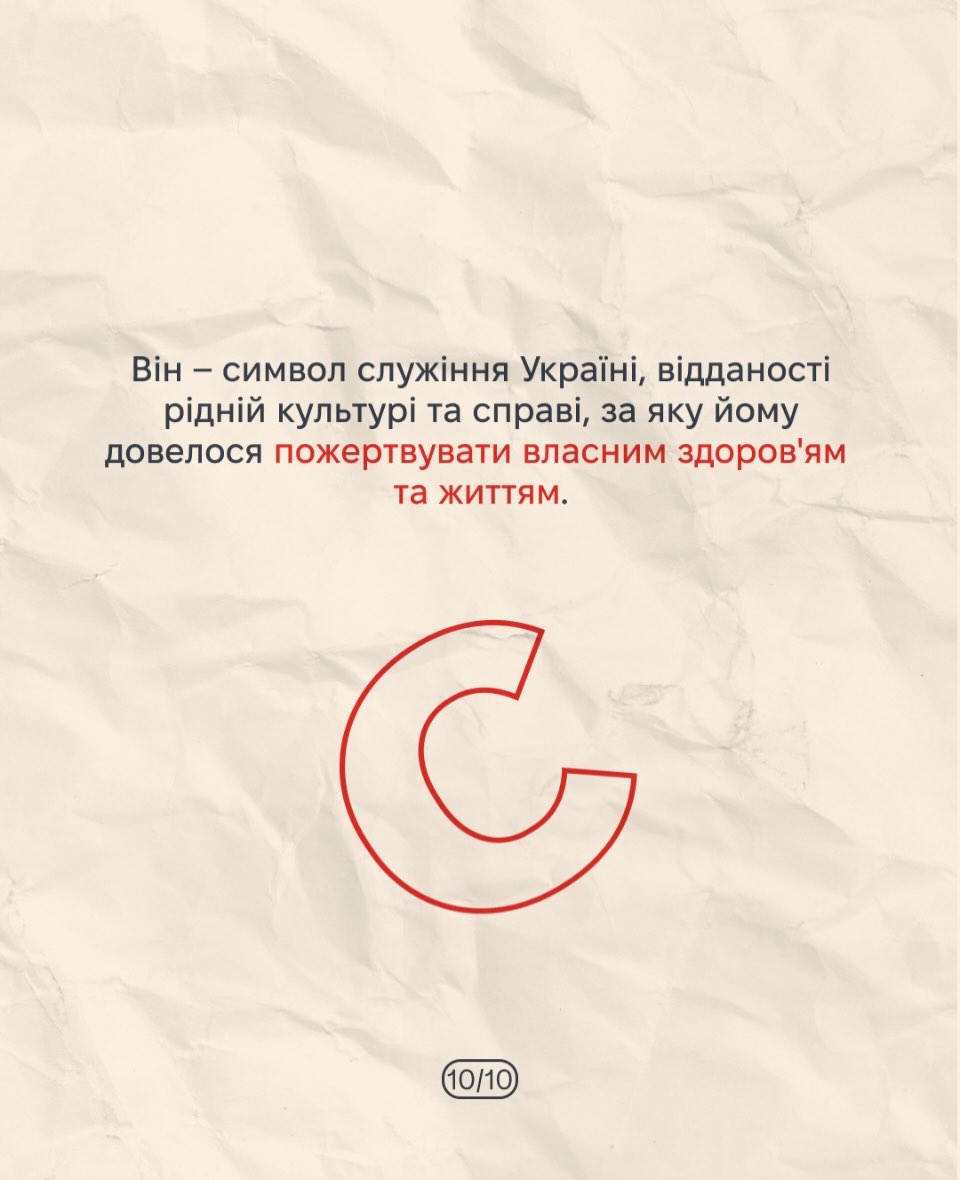 Він – символ служіння Україні, відданості
рідній культурі та справі, за яку йому
довелося пожертвувати власним здоров'ям
та життям.
С
10/10